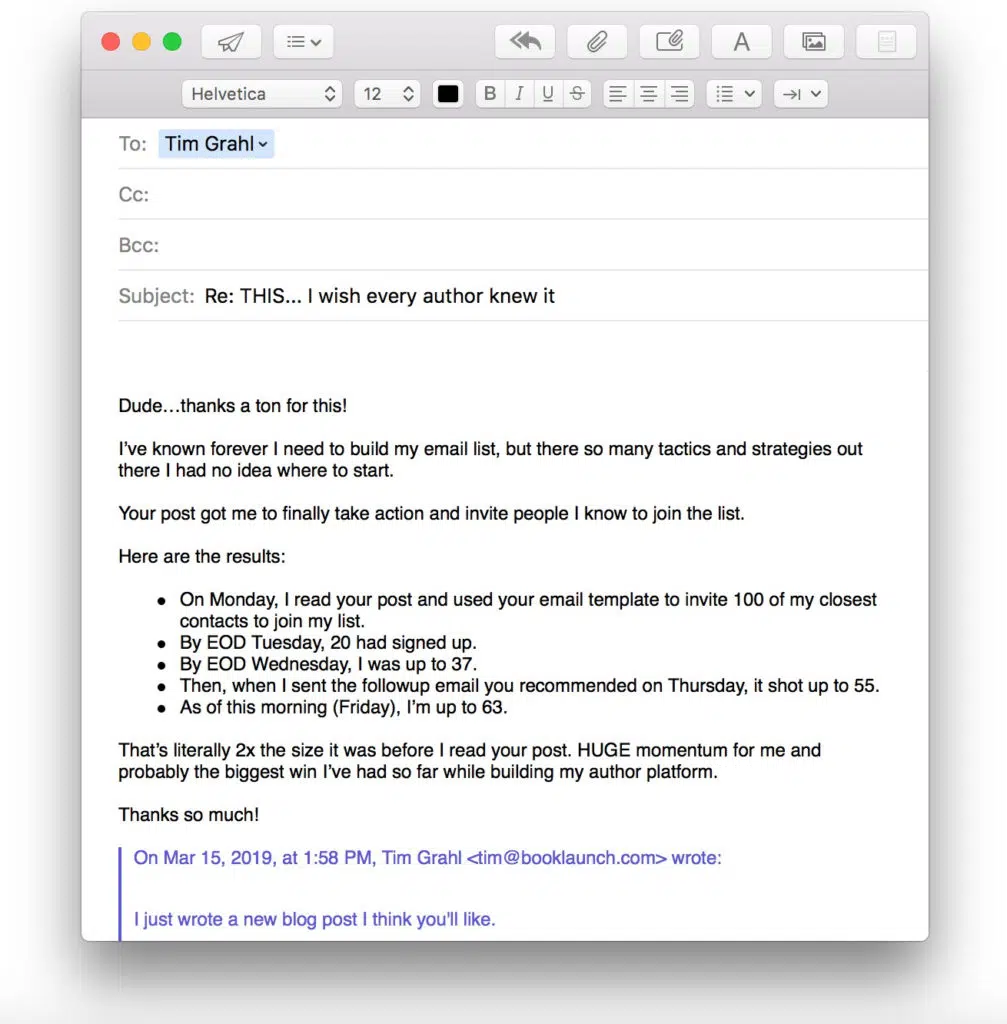 Helvetica 12 B I U S
To: Tim Grahl
Cc:
Bcc:
Subject: Re: THIS... I wish every author knew it
Dude…thanks a ton for this!
I’ve known forever I need to build my email list, but there so many tactics and strategies out
there I had no idea where to start.
Your post got me to finally take action and invite people I know to join the list.
Here are the results:
• On Monday, I read your post and used your email template to invite 100 of my closest
contacts to join my list.
• By EOD Tuesday, 20 had signed up.
• By EOD Wednesday, I was up to 37.
• Then, when I sent the followup email you recommended on Thursday, it shot up to 55.
• As of this morning (Friday), I’m up to 63.
That’s literally 2x the size it was before I read your post. HUGE momentum for me and
probably the biggest win I’ve had so far while building my author platform.
Thanks so much!
On Mar 15, 2019, at 1:58 PM, Tim Grahl <tim@booklaunch.com> wrote:
I just wrote a new blog post I think you'll like.